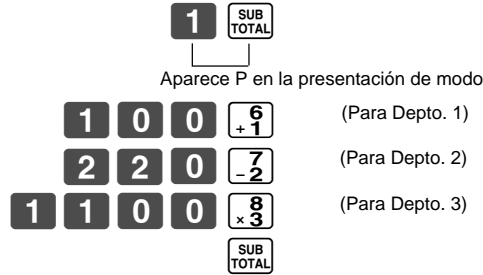 1 SUB TOTAL
Aparece P en la presentación de modo
1 0 0 6 + 1 (Para Depto. 1)
2 2 0 7 − 2 (Para Depto. 2)
1 1 0 0 8 × 3 (Para Depto. 3)
SUB TOTAL